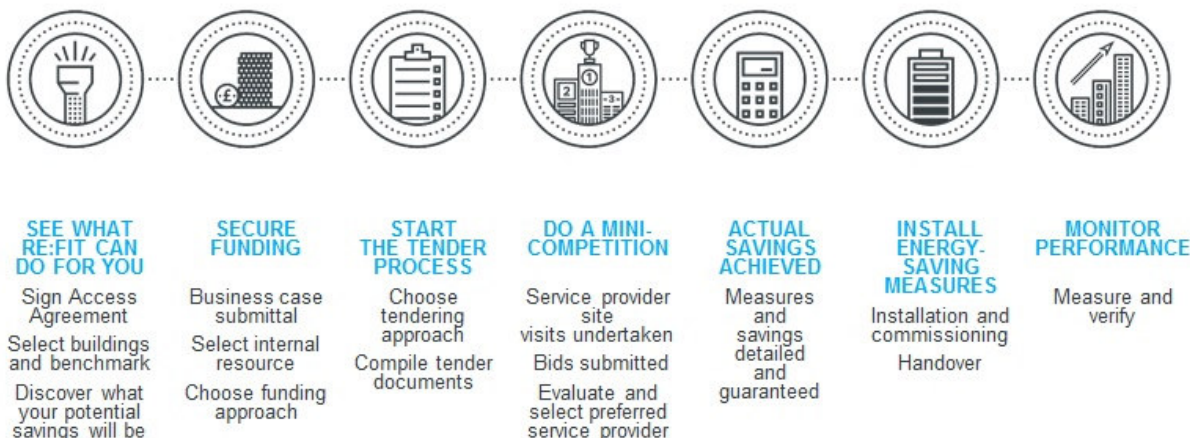 £
2
1
-3-
SEE WHAT
RE:FIT CAN
DO FOR YOU
Sign Access
Agreement
Select buildings
and benchmark
Discover what
your potential
savings will be
SECURE
FUNDING
Business case
submittal
Select internal
resource
Choose funding
approach
START
THE TENDER
PROCESS
Choose
tendering
approach
Compile tender
documents
DO A MINI-
COMPETITION
Service provider
site
visits undertaken
Bids submitted
Evaluate and
select preferred
service provider
ACTUAL
SAVINGS
ACHIEVED
Measures
and
savings
detailed
and
guaranteed
INSTALL
ENERGY-
SAVING
MEASURES
Installation and
commissioning
Handover
MONITOR
PERFORMANCE
Measure and
verify